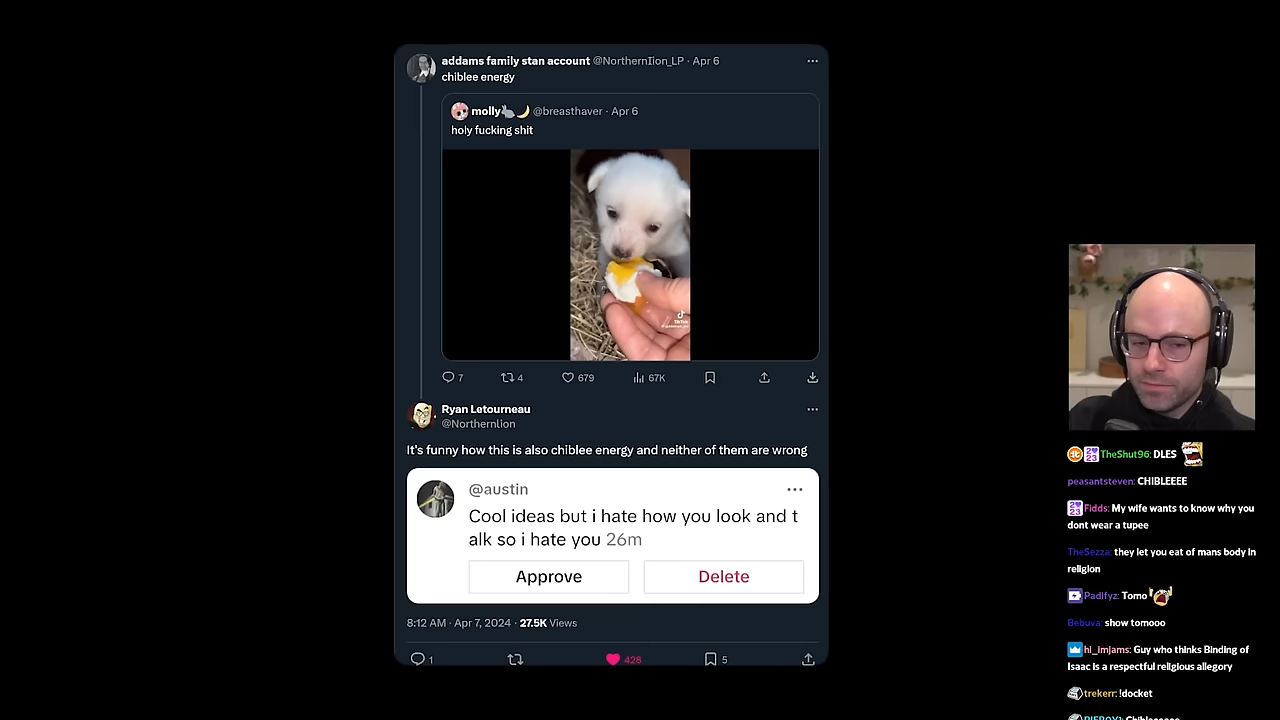 addams family stan account @NorthernIion_LP · Apr 6
chiblee energy
molly @breasthaver · Apr 6
holy fucking shit
TikTok
7 4 679 67K
Ryan Letourneau
@Northernlion
It's funny how this is also chiblee energy and neither of them are wrong
@austin
Cool ideas but i hate how you look and t
alk so i hate you 26m
Approve Delete
8:12 AM · Apr 7, 2024 · 27.5K Views
1 428 5
TheShut96: DLES
peasantsteven: CHIBLEEEE
Fidds: My wife wants to know why you
dont wear a tupee
TheSezza: they let you eat of mans body in
religion
Padifyz: Tomo
Bebuva: show tomooo
hi_imjams: Guy who thinks Binding of
Isaac is a respectful religious allegory
trekerr: !docket